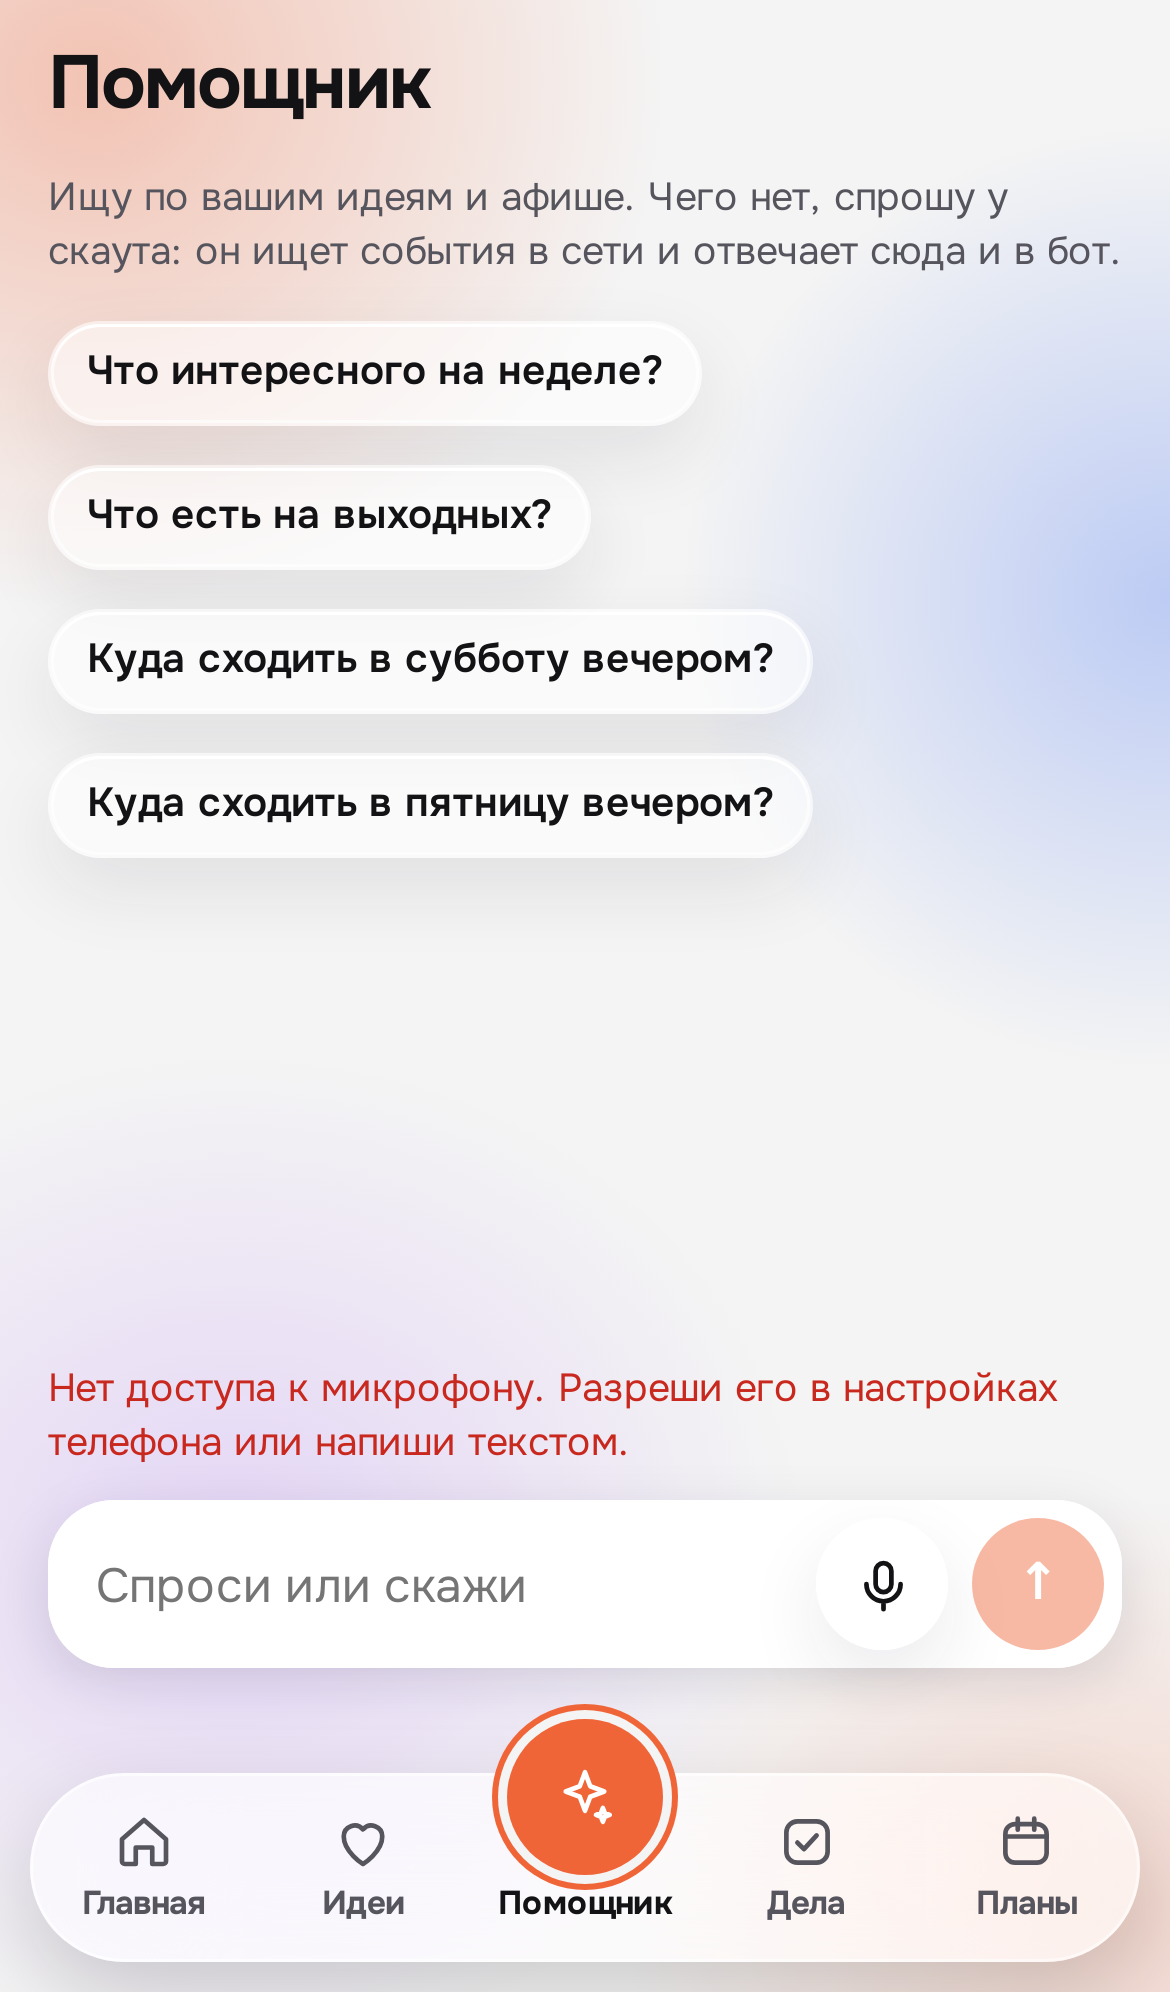 Помощник
Ищу по вашим идеям и афише. Чего нет, спрошу у
скаута: он ищет события в сети и отвечает сюда и в бот.
Что интересного на неделе?
Что есть на выходных?
Куда сходить в субботу вечером?
Куда сходить в пятницу вечером?
Нет доступа к микрофону. Разреши его в настройках
телефона или напиши текстом.
Спроси или скажи
Главная
Идеи
Помощник
Дела
Планы